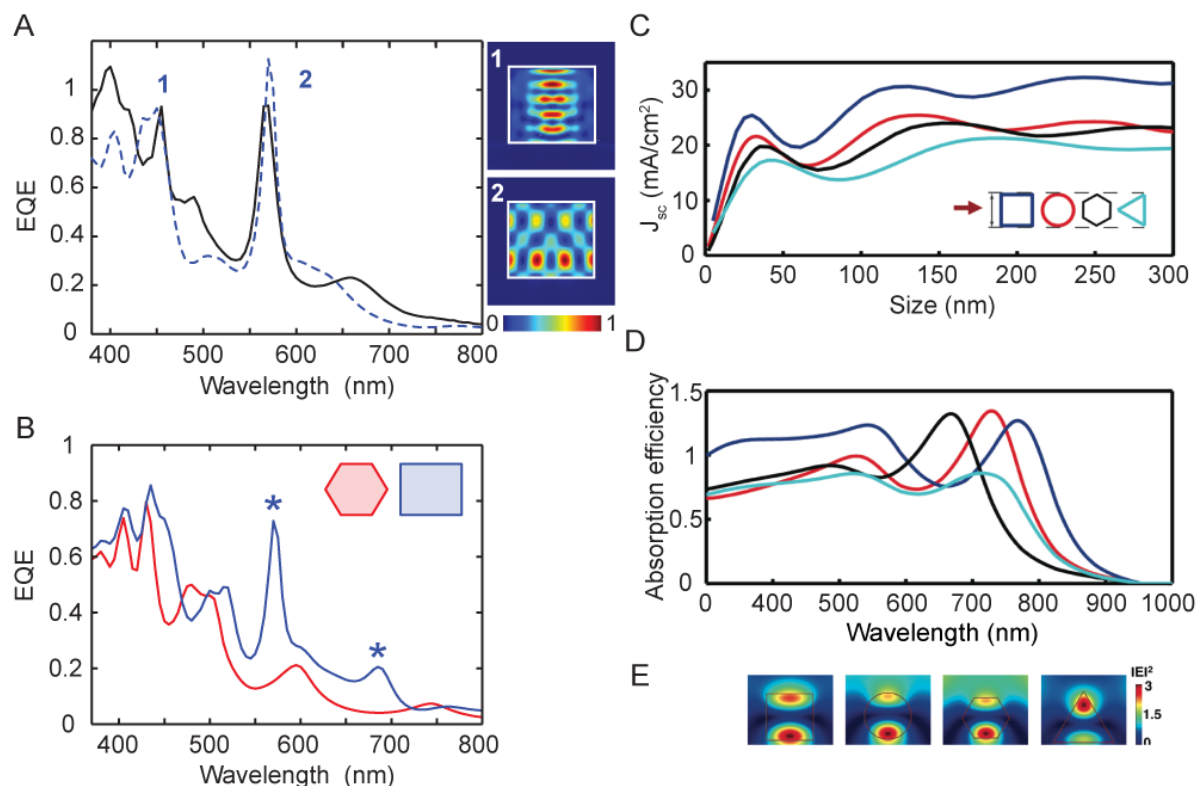 A
EQE
1
0.8
0.6
0.4
0.2
0
1
2
400 500 600 700 800
Wavelength (nm)
1
2
0 1
B
EQE
1
0.8
0.6
0.4
0.2
0
*
*
400 500 600 700 800
Wavelength (nm)
C
Jsc (mA/cm²)
30
20
10
0
0 50 100 150 200 250 300
Size (nm)
D
Absorption efficiency
1.5
1
0.5
0
0 400 500 600 700 800 900 1000
Wavelength (nm)
E
IEI²
3
1.5
0